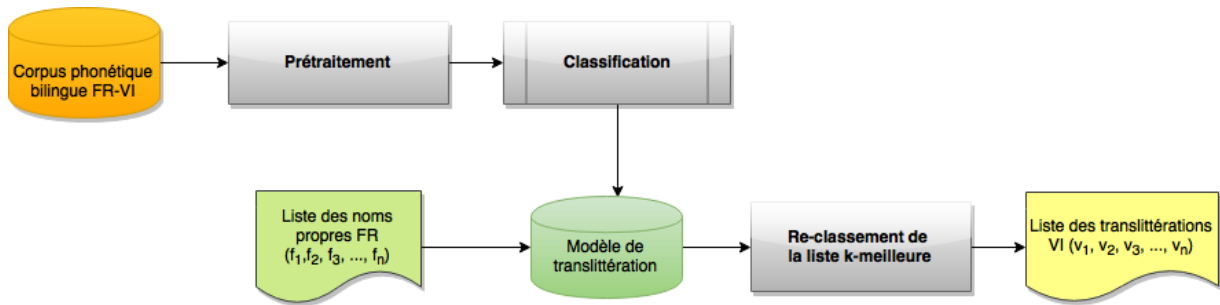 Corpus phonétique
bilingue FR-VI
Prétraitement
Classification
Liste des noms
propres FR
(f₁,f₂, f₃, ..., fₙ)
Modèle de
translittération
Re-classement de
la liste k-meilleure
Liste des translittérations
VI (v₁, v₂, v₃, ..., vₙ)